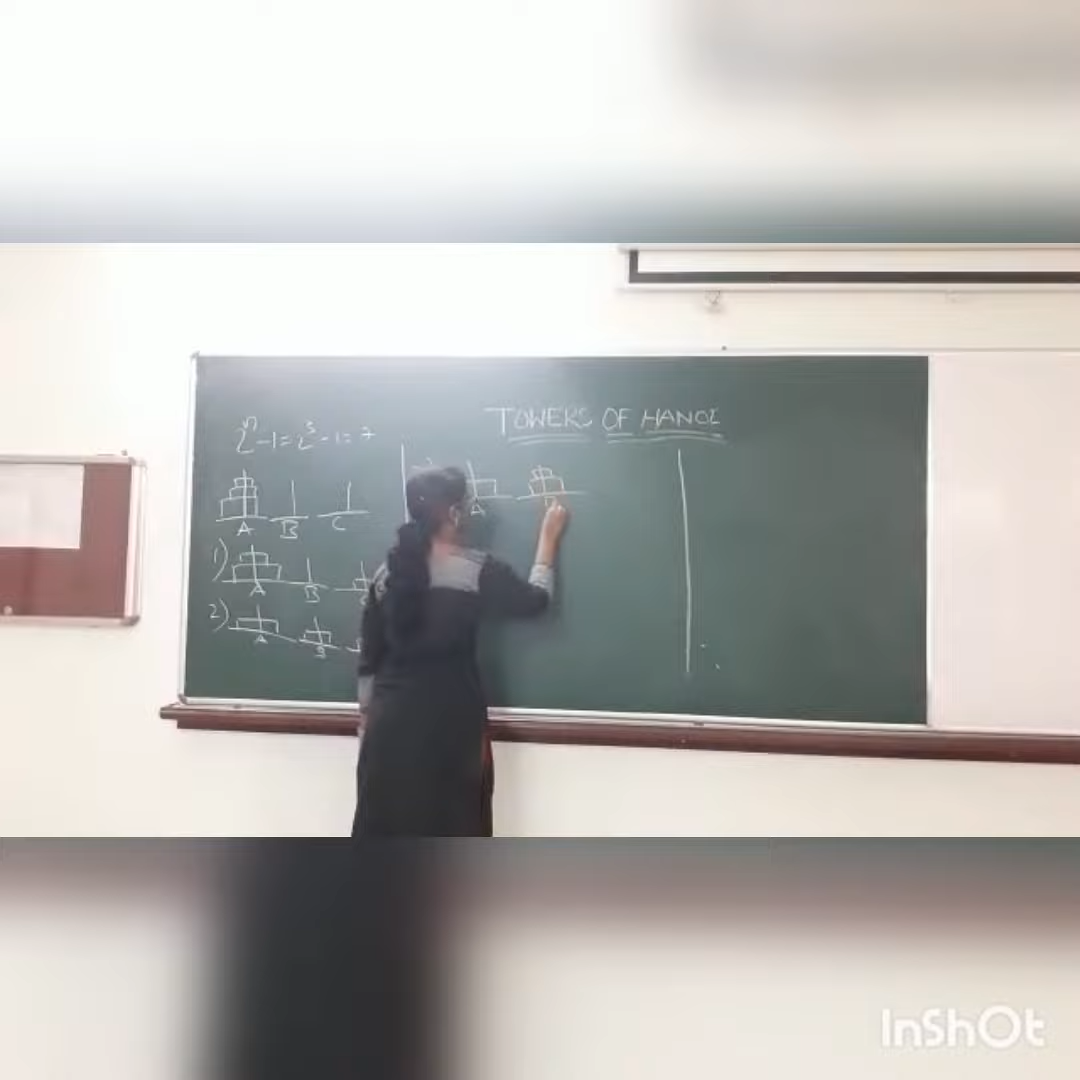 TOWERS OF HANOI
2ⁿ-1=2³-1=7
A B C
1) A B
2) A B
A
InShOt